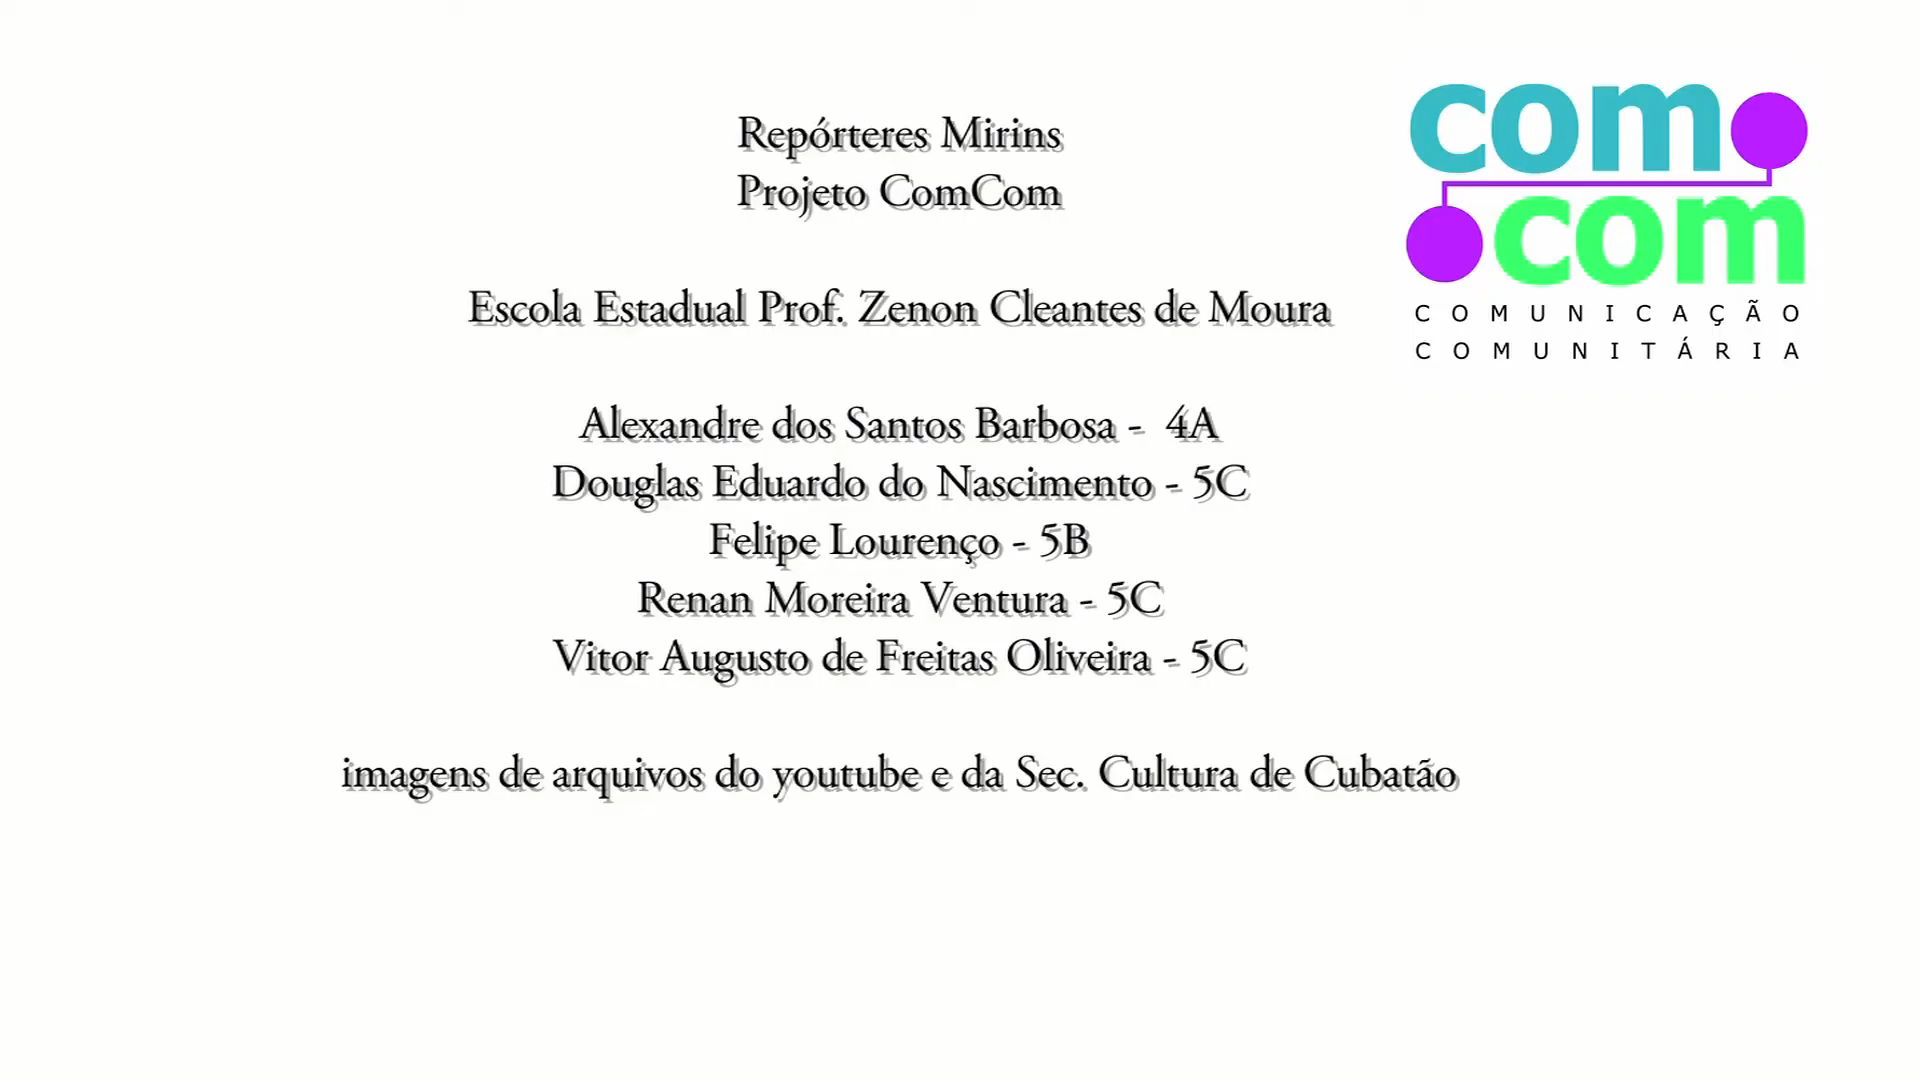 Repórteres Mirins
Projeto ComCom
Escola Estadual Prof. Zenon Cleantes de Moura
Alexandre dos Santos Barbosa - 4A
Douglas Eduardo do Nascimento - 5C
Felipe Lourenço - 5B
Renan Moreira Ventura - 5C
Vitor Augusto de Freitas Oliveira - 5C
imagens de arquivos do youtube e da Sec. Cultura de Cubatão
com
com
COMUNICAÇÃO
COMUNITÁRIA